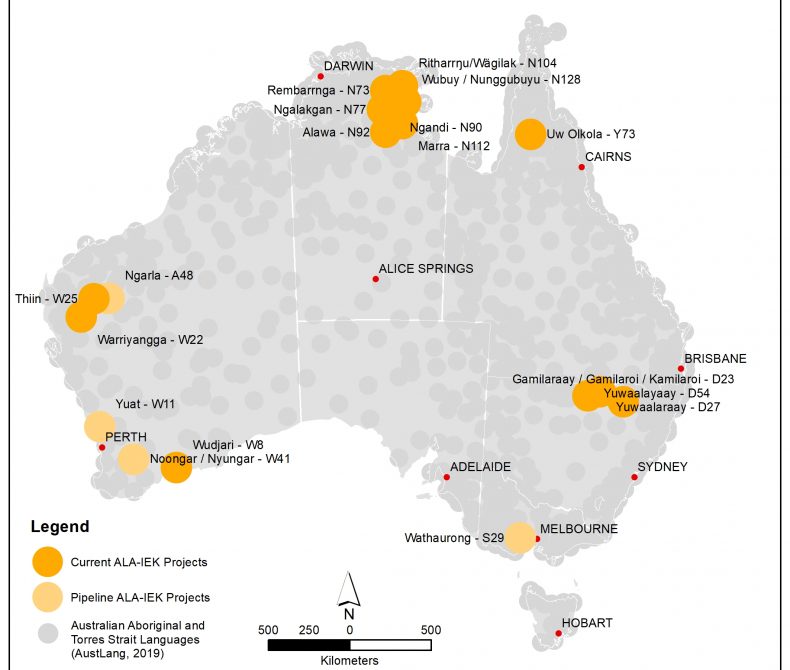 DARWIN
Ritharrŋu/Wägilak - N104
Wubuy / Nunggubuyu - N128
Rembarrnga - N73
Ngalakgan - N77
Alawa - N92
Ngandi - N90
Marra - N112
Uw Olkola - Y73
CAIRNS
ALICE SPRINGS
Ngarla - A48
Thiin - W25
Warriyangga - W22
BRISBANE
Gamilaraay / Gamilaroi / Kamilaroi - D23
Yuwaalayaay - D54
Yuwaalaraay - D27
Yuat - W11
PERTH
Wudjari - W8
Noongar / Nyungar - W41
ADELAIDE
SYDNEY
Wathaurong - S29
MELBOURNE
HOBART
Legend
Current ALA-IEK Projects
Pipeline ALA-IEK Projects
Australian Aboriginal and
Torres Strait Languages
(AustLang, 2019)
N
500 250 0 500
Kilometers